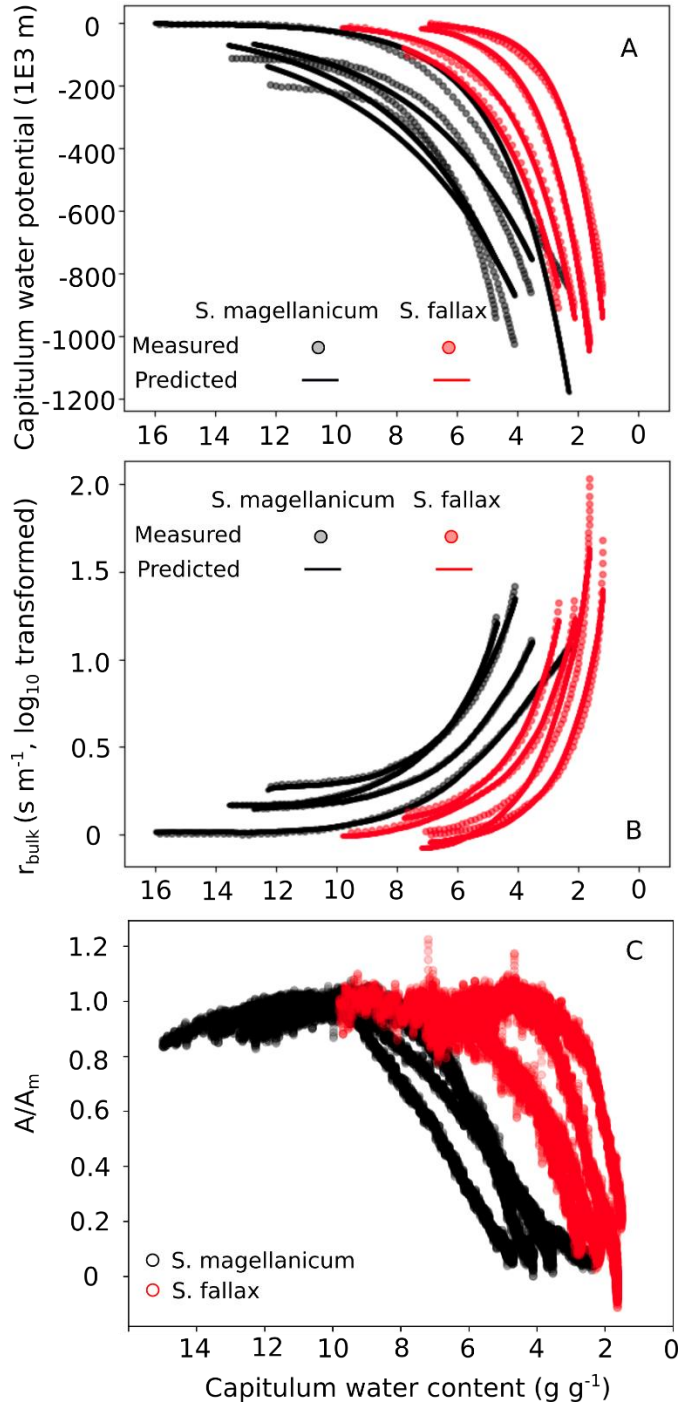 Capitulum water potential (1E3 m)
0
-200
-400
-600
-800
-1000
-1200
A
S. magellanicum S. fallax
Measured
Predicted
16 14 12 10 8 6 4 2 0
r_bulk (s m⁻¹, log₁₀ transformed)
2.0
1.5
1.0
0.5
0
S. magellanicum S. fallax
Measured
Predicted
B
16 14 12 10 8 6 4 2 0
A/Aₘ
1.2
1.0
0.8
0.6
0.4
0.2
0
C
S. magellanicum
S. fallax
14 12 10 8 6 4 2 0
Capitulum water content (g g⁻¹)